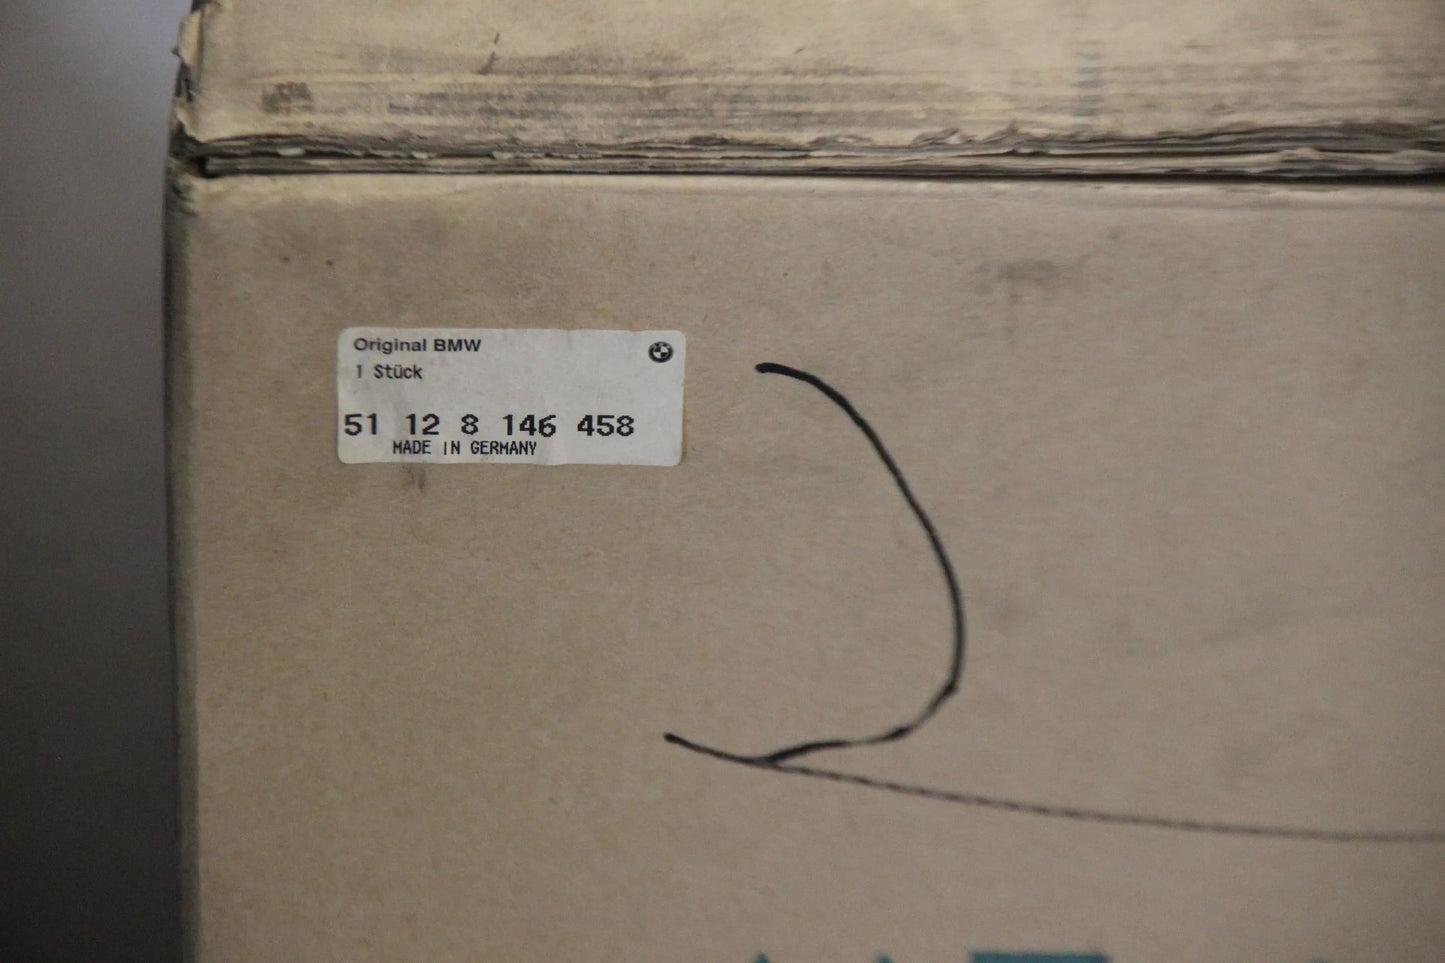 Original BMW
1 Stück
51 12 8 146 458
MADE IN GERMANY